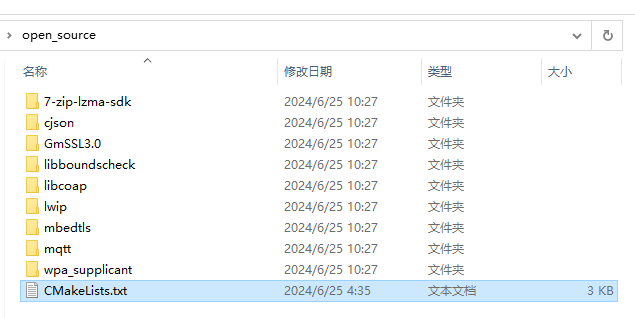 open_source
名称 修改日期 类型 大小
7-zip-lzma-sdk 2024/6/25 10:27 文件夹
cjson 2024/6/25 10:27 文件夹
GmSSL3.0 2024/6/25 10:27 文件夹
libboundscheck 2024/6/25 10:27 文件夹
libcoap 2024/6/25 10:27 文件夹
lwip 2024/6/25 10:27 文件夹
mbedtls 2024/6/25 10:27 文件夹
mqtt 2024/6/25 10:27 文件夹
wpa_supplicant 2024/6/25 10:27 文件夹
CMakeLists.txt 2024/6/25 4:35 文本文档 3 KB